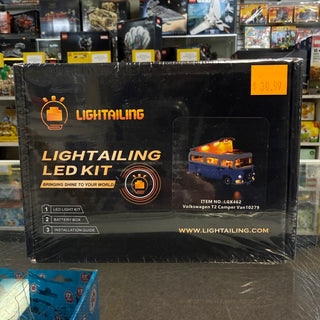 $ 30.99
LIGHTAILING
LIGHTAILING
LED KIT
BRINGING SHINE TO YOUR WORLD
1 LED LIGHT KIT
2 BATTERY BOX
3 INSTALLATION GUIDE
ITEM NO.:LGK462
Volkswagen T2 Camper Van10279
WWW.LIGHTAILING.COM